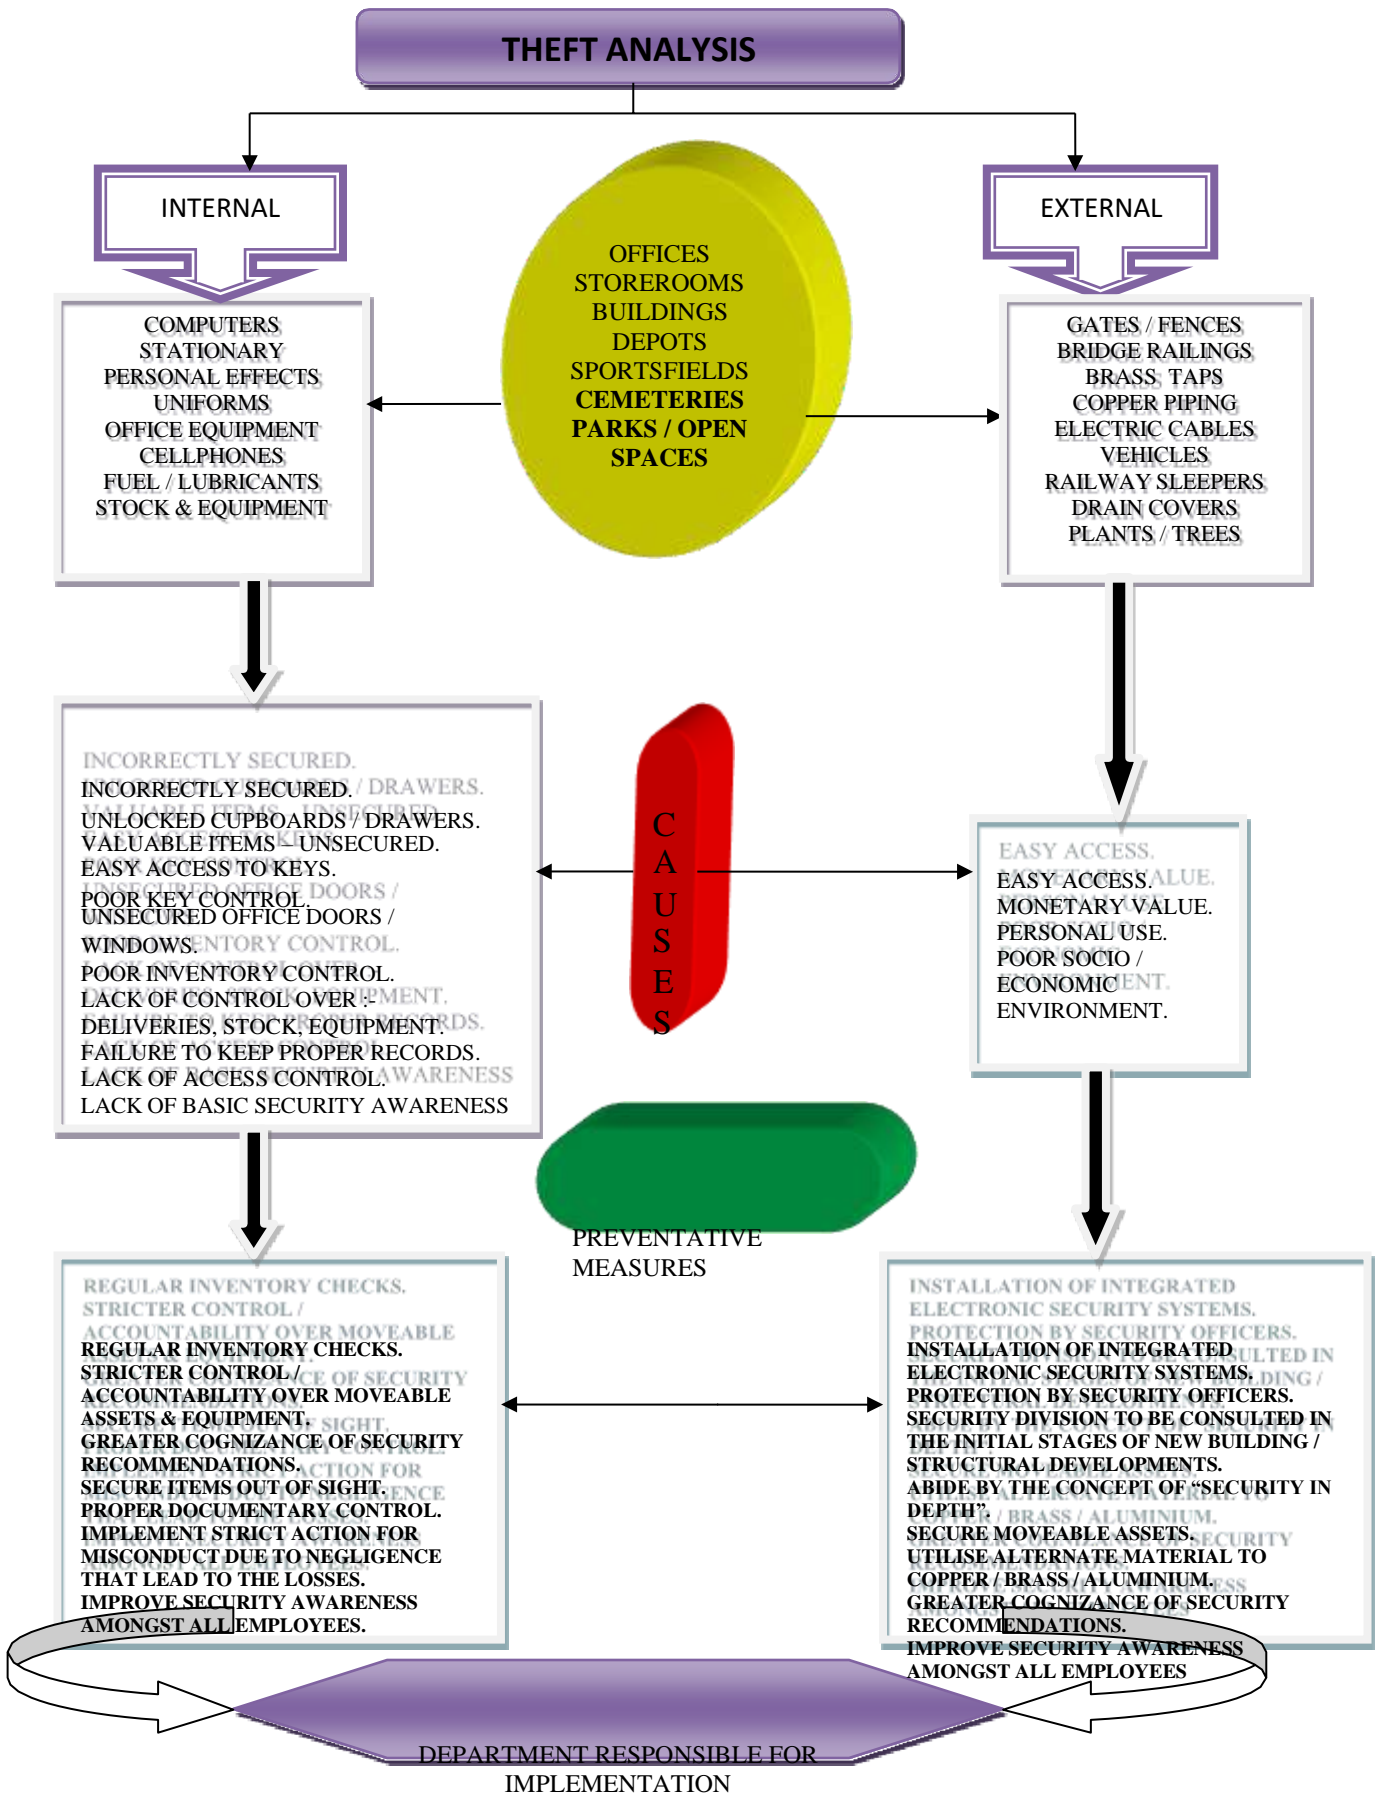 THEFT ANALYSIS
INTERNAL
EXTERNAL
OFFICES
STOREROOMS
BUILDINGS
DEPOTS
SPORTSFIELDS
CEMETERIES
PARKS / OPEN
SPACES
COMPUTERS
STATIONARY
PERSONAL EFFECTS
UNIFORMS
OFFICE EQUIPMENT
CELLPHONES
FUEL / LUBRICANTS
STOCK & EQUIPMENT
GATES / FENCES
BRIDGE RAILINGS
BRASS TAPS
COPPER PIPING
ELECTRIC CABLES
VEHICLES
RAILWAY SLEEPERS
DRAIN COVERS
PLANTS / TREES
INCORRECTLY SECURED.
UNLOCKED CUPBOARDS / DRAWERS.
VALUABLE ITEMS – UNSECURED.
EASY ACCESS TO KEYS.
POOR KEY CONTROL.
UNSECURED OFFICE DOORS /
WINDOWS.
POOR INVENTORY CONTROL.
LACK OF CONTROL OVER :-
DELIVERIES, STOCK, EQUIPMENT.
FAILURE TO KEEP PROPER RECORDS.
LACK OF ACCESS CONTROL.
LACK OF BASIC SECURITY AWARENESS
CAUSES
EASY ACCESS.
MONETARY VALUE.
PERSONAL USE.
POOR SOCIO /
ECONOMIC
ENVIRONMENT.
PREVENTATIVE
MEASURES
REGULAR INVENTORY CHECKS.
STRICTER CONTROL /
ACCOUNTABILITY OVER MOVEABLE
ASSETS & EQUIPMENT.
GREATER COGNIZANCE OF SECURITY
RECOMMENDATIONS.
SECURE ITEMS OUT OF SIGHT.
PROPER DOCUMENTARY CONTROL.
IMPLEMENT STRICT ACTION FOR
MISCONDUCT DUE TO NEGLIGENCE
THAT LEAD TO THE LOSSES.
IMPROVE SECURITY AWARENESS
AMONGST ALL EMPLOYEES.
INSTALLATION OF INTEGRATED
ELECTRONIC SECURITY SYSTEMS.
PROTECTION BY SECURITY OFFICERS.
SECURITY DIVISION TO BE CONSULTED IN
THE INITIAL STAGES OF NEW BUILDING /
STRUCTURAL DEVELOPMENTS.
ABIDE BY THE CONCEPT OF “SECURITY IN
DEPTH”.
SECURE MOVEABLE ASSETS.
UTILISE ALTERNATE MATERIAL TO
COPPER / BRASS / ALUMINIUM.
GREATER COGNIZANCE OF SECURITY
RECOMMENDATIONS.
IMPROVE SECURITY AWARENESS
AMONGST ALL EMPLOYEES
DEPARTMENT RESPONSIBLE FOR
IMPLEMENTATION